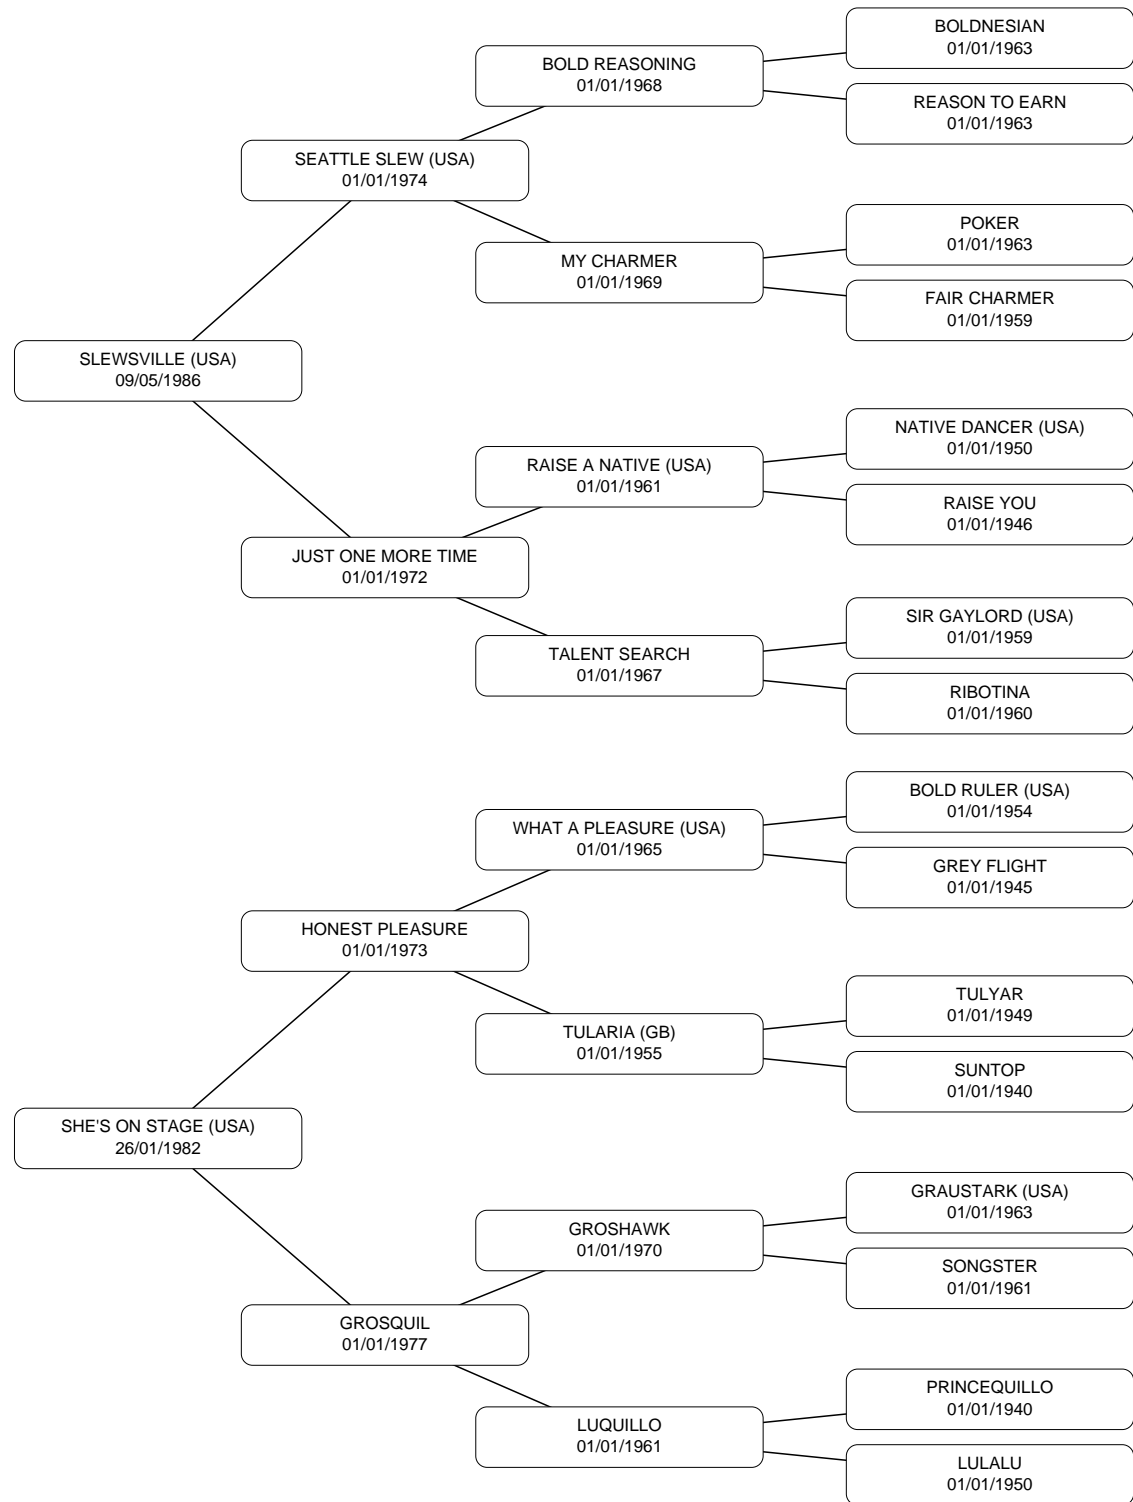 BOLDNESIAN
01/01/1963
BOLD REASONING
01/01/1968
REASON TO EARN
01/01/1963
SEATTLE SLEW (USA)
01/01/1974
POKER
01/01/1963
MY CHARMER
01/01/1969
FAIR CHARMER
01/01/1959
SLEWSVILLE (USA)
09/05/1986
NATIVE DANCER (USA)
01/01/1950
RAISE A NATIVE (USA)
01/01/1961
RAISE YOU
01/01/1946
JUST ONE MORE TIME
01/01/1972
SIR GAYLORD (USA)
01/01/1959
TALENT SEARCH
01/01/1967
RIBOTINA
01/01/1960
BOLD RULER (USA)
01/01/1954
WHAT A PLEASURE (USA)
01/01/1965
GREY FLIGHT
01/01/1945
HONEST PLEASURE
01/01/1973
TULYAR
01/01/1949
TULARIA (GB)
01/01/1955
SUNTOP
01/01/1940
SHE'S ON STAGE (USA)
26/01/1982
GRAUSTARK (USA)
01/01/1963
GROSHAWK
01/01/1970
SONGSTER
01/01/1961
GROSQUIL
01/01/1977
PRINCEQUILLO
01/01/1940
LUQUILLO
01/01/1961
LULALU
01/01/1950